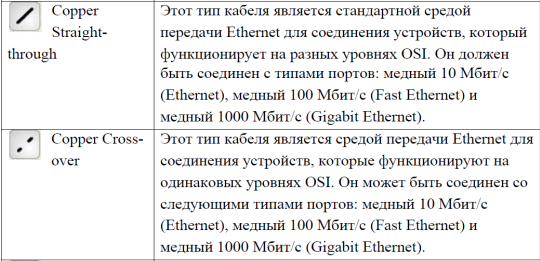 Copper
Straight-
through
Этот тип кабеля является стандартной средой
передачи Ethernet для соединения устройств, который
функционирует на разных уровнях OSI. Он должен
быть соединен с типами портов: медный 10 Мбит/с
(Ethernet), медный 100 Мбит/с (Fast Ethernet) и
медный 1000 Мбит/с (Gigabit Ethernet).
Copper Cross-
over
Этот тип кабеля является средой передачи Ethernet для
соединения устройств, которые функционируют на
одинаковых уровнях OSI. Он может быть соединен со
следующими типами портов: медный 10 Мбит/с
(Ethernet), медный 100 Мбит/с (Fast Ethernet) и
медный 1000 Мбит/с (Gigabit Ethernet).